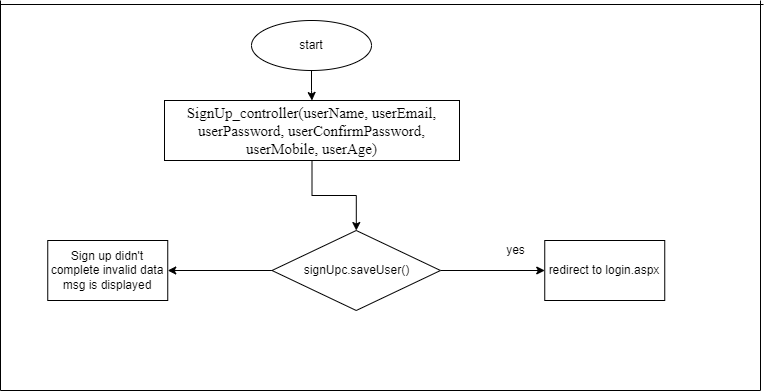 start
SignUp_controller(userName, userEmail,
userPassword, userConfirmPassword,
userMobile, userAge)
yes
Sign up didn't
complete invalid data
msg is displayed
signUpc.saveUser()
redirect to login.aspx